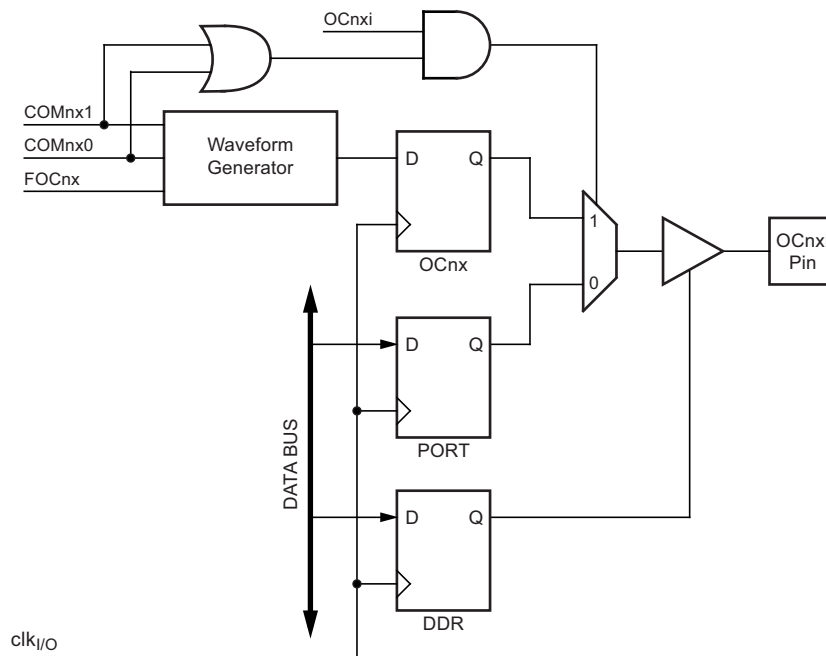 OCnxi
COMnx1
COMnx0
FOCnx
Waveform
Generator
D Q
OCnx
1
0
OCnx
Pin
D Q
PORT
DATA BUS
D Q
DDR
clkI/O